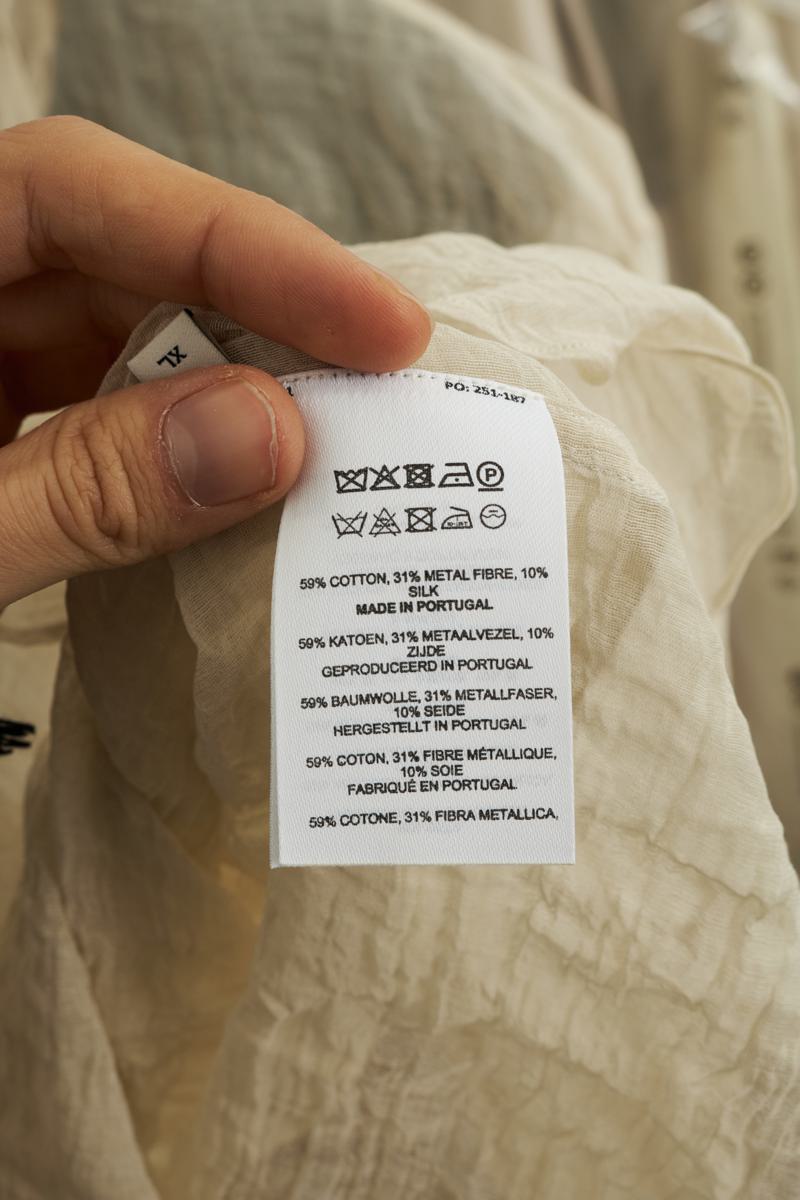 XL
PO: 251-187
P
59% COTTON, 31% METAL FIBRE, 10%
SILK
MADE IN PORTUGAL
59% KATOEN, 31% METAALVEZEL, 10%
ZIJDE
GEPRODUCEERD IN PORTUGAL
59% BAUMWOLLE, 31% METALLFASER,
10% SEIDE
HERGESTELLT IN PORTUGAL
59% COTON, 31% FIBRE MÉTALLIQUE,
10% SOIE
FABRIQUÉ EN PORTUGAL
59% COTONE, 31% FIBRA METALLICA,